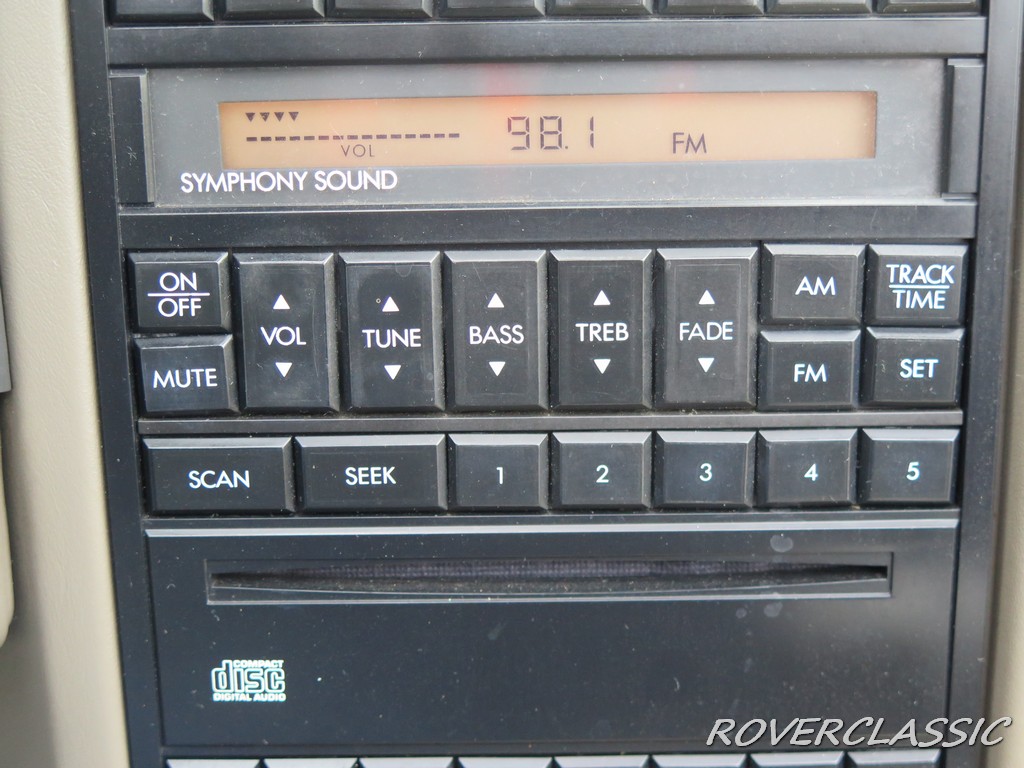 98.1 FM
VOL
SYMPHONY SOUND
ON
OFF
MUTE
VOL
TUNE
BASS
TREB
FADE
AM
FM
TRACK
TIME
SET
SCAN SEEK 1 2 3 4 5
COMPACT
disc
DIGITAL AUDIO
ROVERCLASSIC